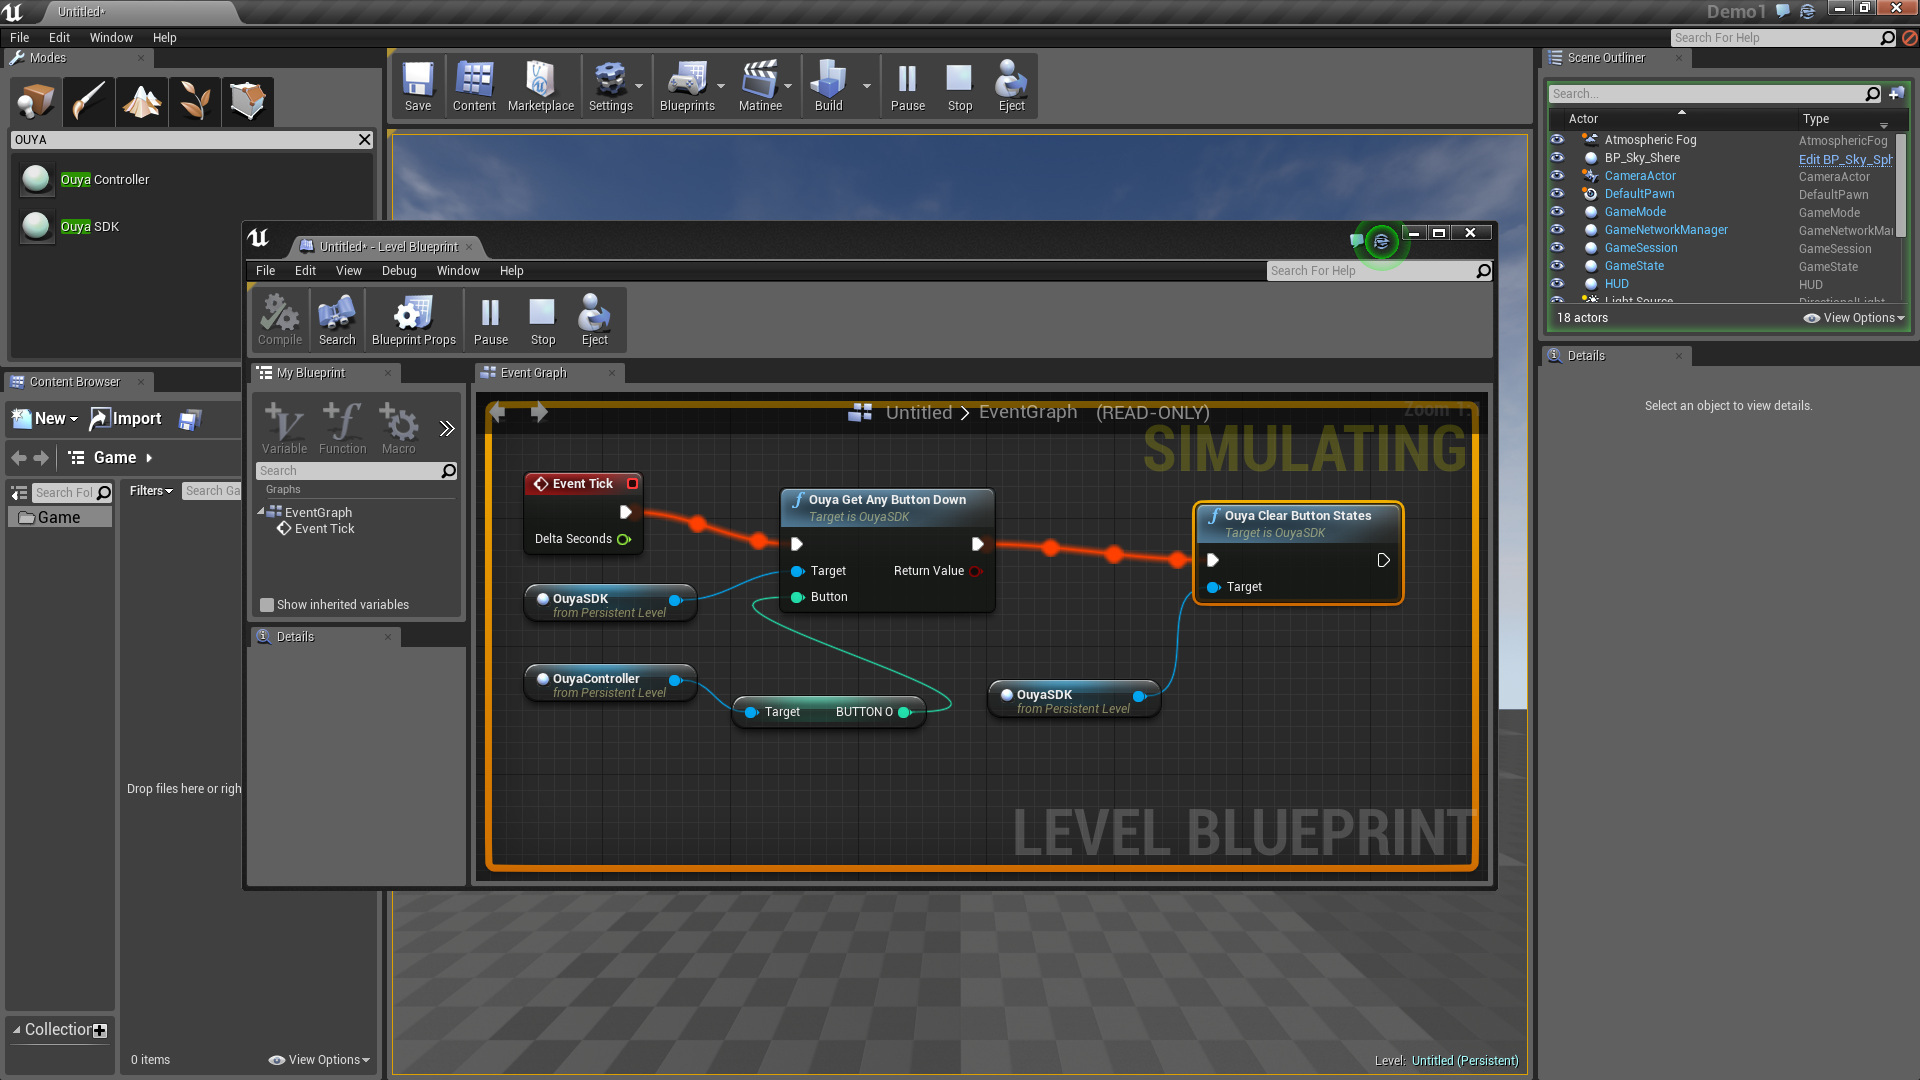 Untitled*
Demo1
File Edit Window Help
Search For Help
Modes
OUYA
Ouya Controller
Ouya SDK
Save
Content
Marketplace
Settings
Blueprints
Matinee
Build
Pause
Stop
Eject
Scene Outliner
Search...
Actor Type
Atmospheric Fog AtmosphericFog
BP_Sky_Shere Edit BP_Sky_Sph
CameraActor CameraActor
DefaultPawn DefaultPawn
GameMode GameMode
GameNetworkManager GameNetworkMa
GameSession GameSession
GameState GameState
HUD HUD
Light Source DirectionalLight
18 actors View Options
Details
Select an object to view details.
Content Browser
New Import
Game
Filters Search Ga
Search Fol
Game
Drop files here or righ
Collection
0 items View Options
Untitled* - Level Blueprint
File Edit View Debug Window Help
Search For Help
Compile
Search
Blueprint Props
Pause
Stop
Eject
My Blueprint
Variable Function Macro
Search
Graphs
EventGraph
Event Tick
Show inherited variables
Details
Event Graph
Untitled > EventGraph (READ-ONLY)
Zoom 1:1
SIMULATING
Event Tick
Delta Seconds
Ouya Get Any Button Down
Target is OuyaSDK
Target Return Value
Button
Ouya Clear Button States
Target is OuyaSDK
Target
OuyaSDK
from Persistent Level
OuyaController
from Persistent Level
Target BUTTON O
OuyaSDK
from Persistent Level
LEVEL BLUEPRINT
Level: Untitled (Persistent)